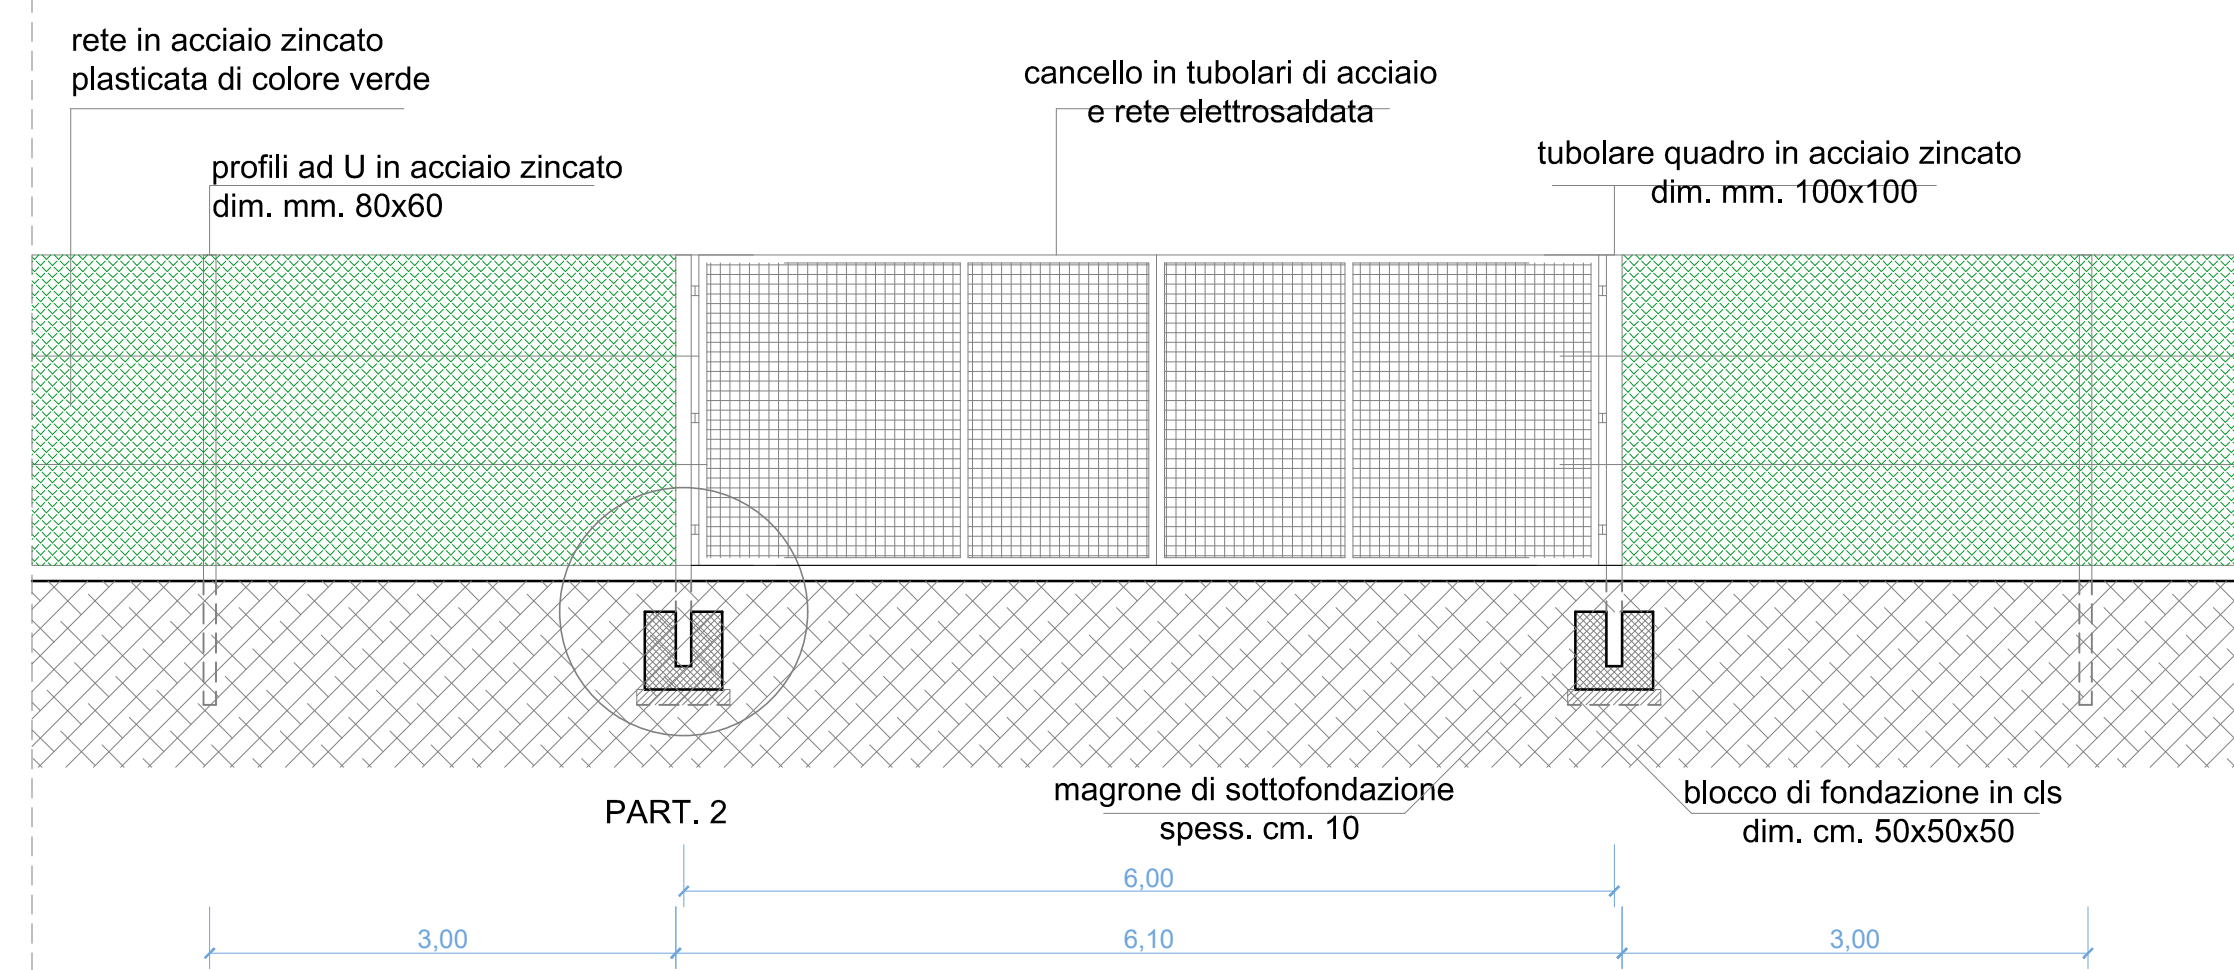 rete in acciaio zincato
plasticata di colore verde
cancello in tubolari di acciaio
e rete elettrosaldata
profili ad U in acciaio zincato
dim. mm. 80x60
tubolare quadro in acciaio zincato
dim. mm. 100x100
PART. 2
magrone di sottofondazione
spess. cm. 10
blocco di fondazione in cls
dim. cm. 50x50x50
6,00
3,00
6,10
3,00